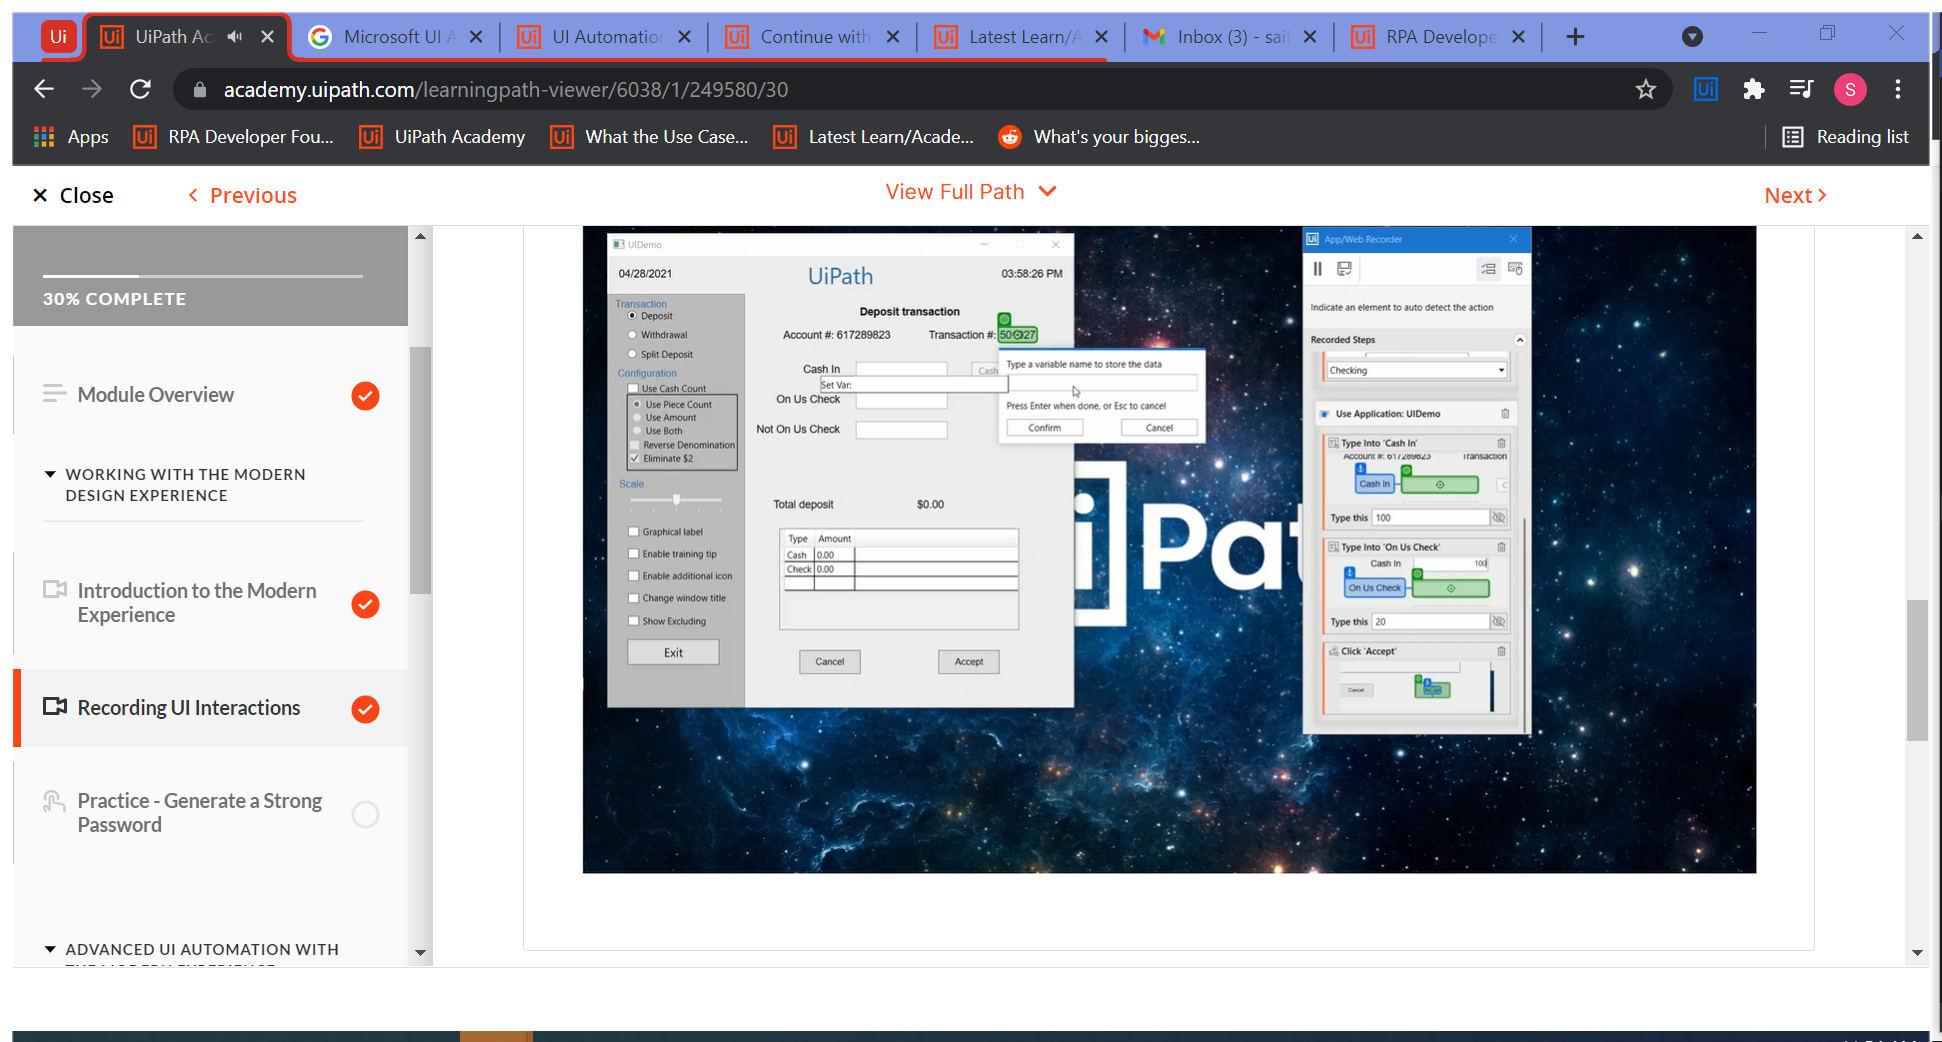 Ui
UiPath Ac
Microsoft UI A
UI Automation
Continue with
Latest Learn/A
Inbox (3) - sai
RPA Develope
academy.uipath.com/learningpath-viewer/6038/1/249580/30
S
Apps
RPA Developer Fou...
UiPath Academy
What the Use Case...
Latest Learn/Acade...
What's your bigges...
Reading list
Close
Previous
View Full Path
Next
30% COMPLETE
Module Overview
WORKING WITH THE MODERN
DESIGN EXPERIENCE
Introduction to the Modern
Experience
Recording UI Interactions
Practice - Generate a Strong
Password
ADVANCED UI AUTOMATION WITH
UIDemo
04/28/2021
UiPath
03:58:26 PM
Transaction
Deposit
Withdrawal
Split Deposit
Configuration
Use Cash Count
Use Piece Count
Use Amount
Use Both
Reverse Denomination
Eliminate $2
Scale
Graphical label
Enable training tip
Enable additional icon
Change window title
Show Excluding
Exit
Deposit transaction
Account #: 617289823
Transaction #:
Cash In
Cash
Set Var:
On Us Check
Not On Us Check
Type a variable name to store the data
Press Enter when done, or Esc to cancel
Confirm
Cancel
Total deposit
$0.00
Type Amount
Cash 0.00
Check 0.00
Cancel
Accept
i Pat
App/Web Recorder
Indicate an element to auto detect the action
Recorded Steps
Checking
Use Application: UIDemo
Type Into 'Cash In'
Account #: 617289823 Transaction
Cash In
Type this 100
Type Into 'On Us Check'
Cash In 100
On Us Check
Type this 20
Click 'Accept'
Cancel